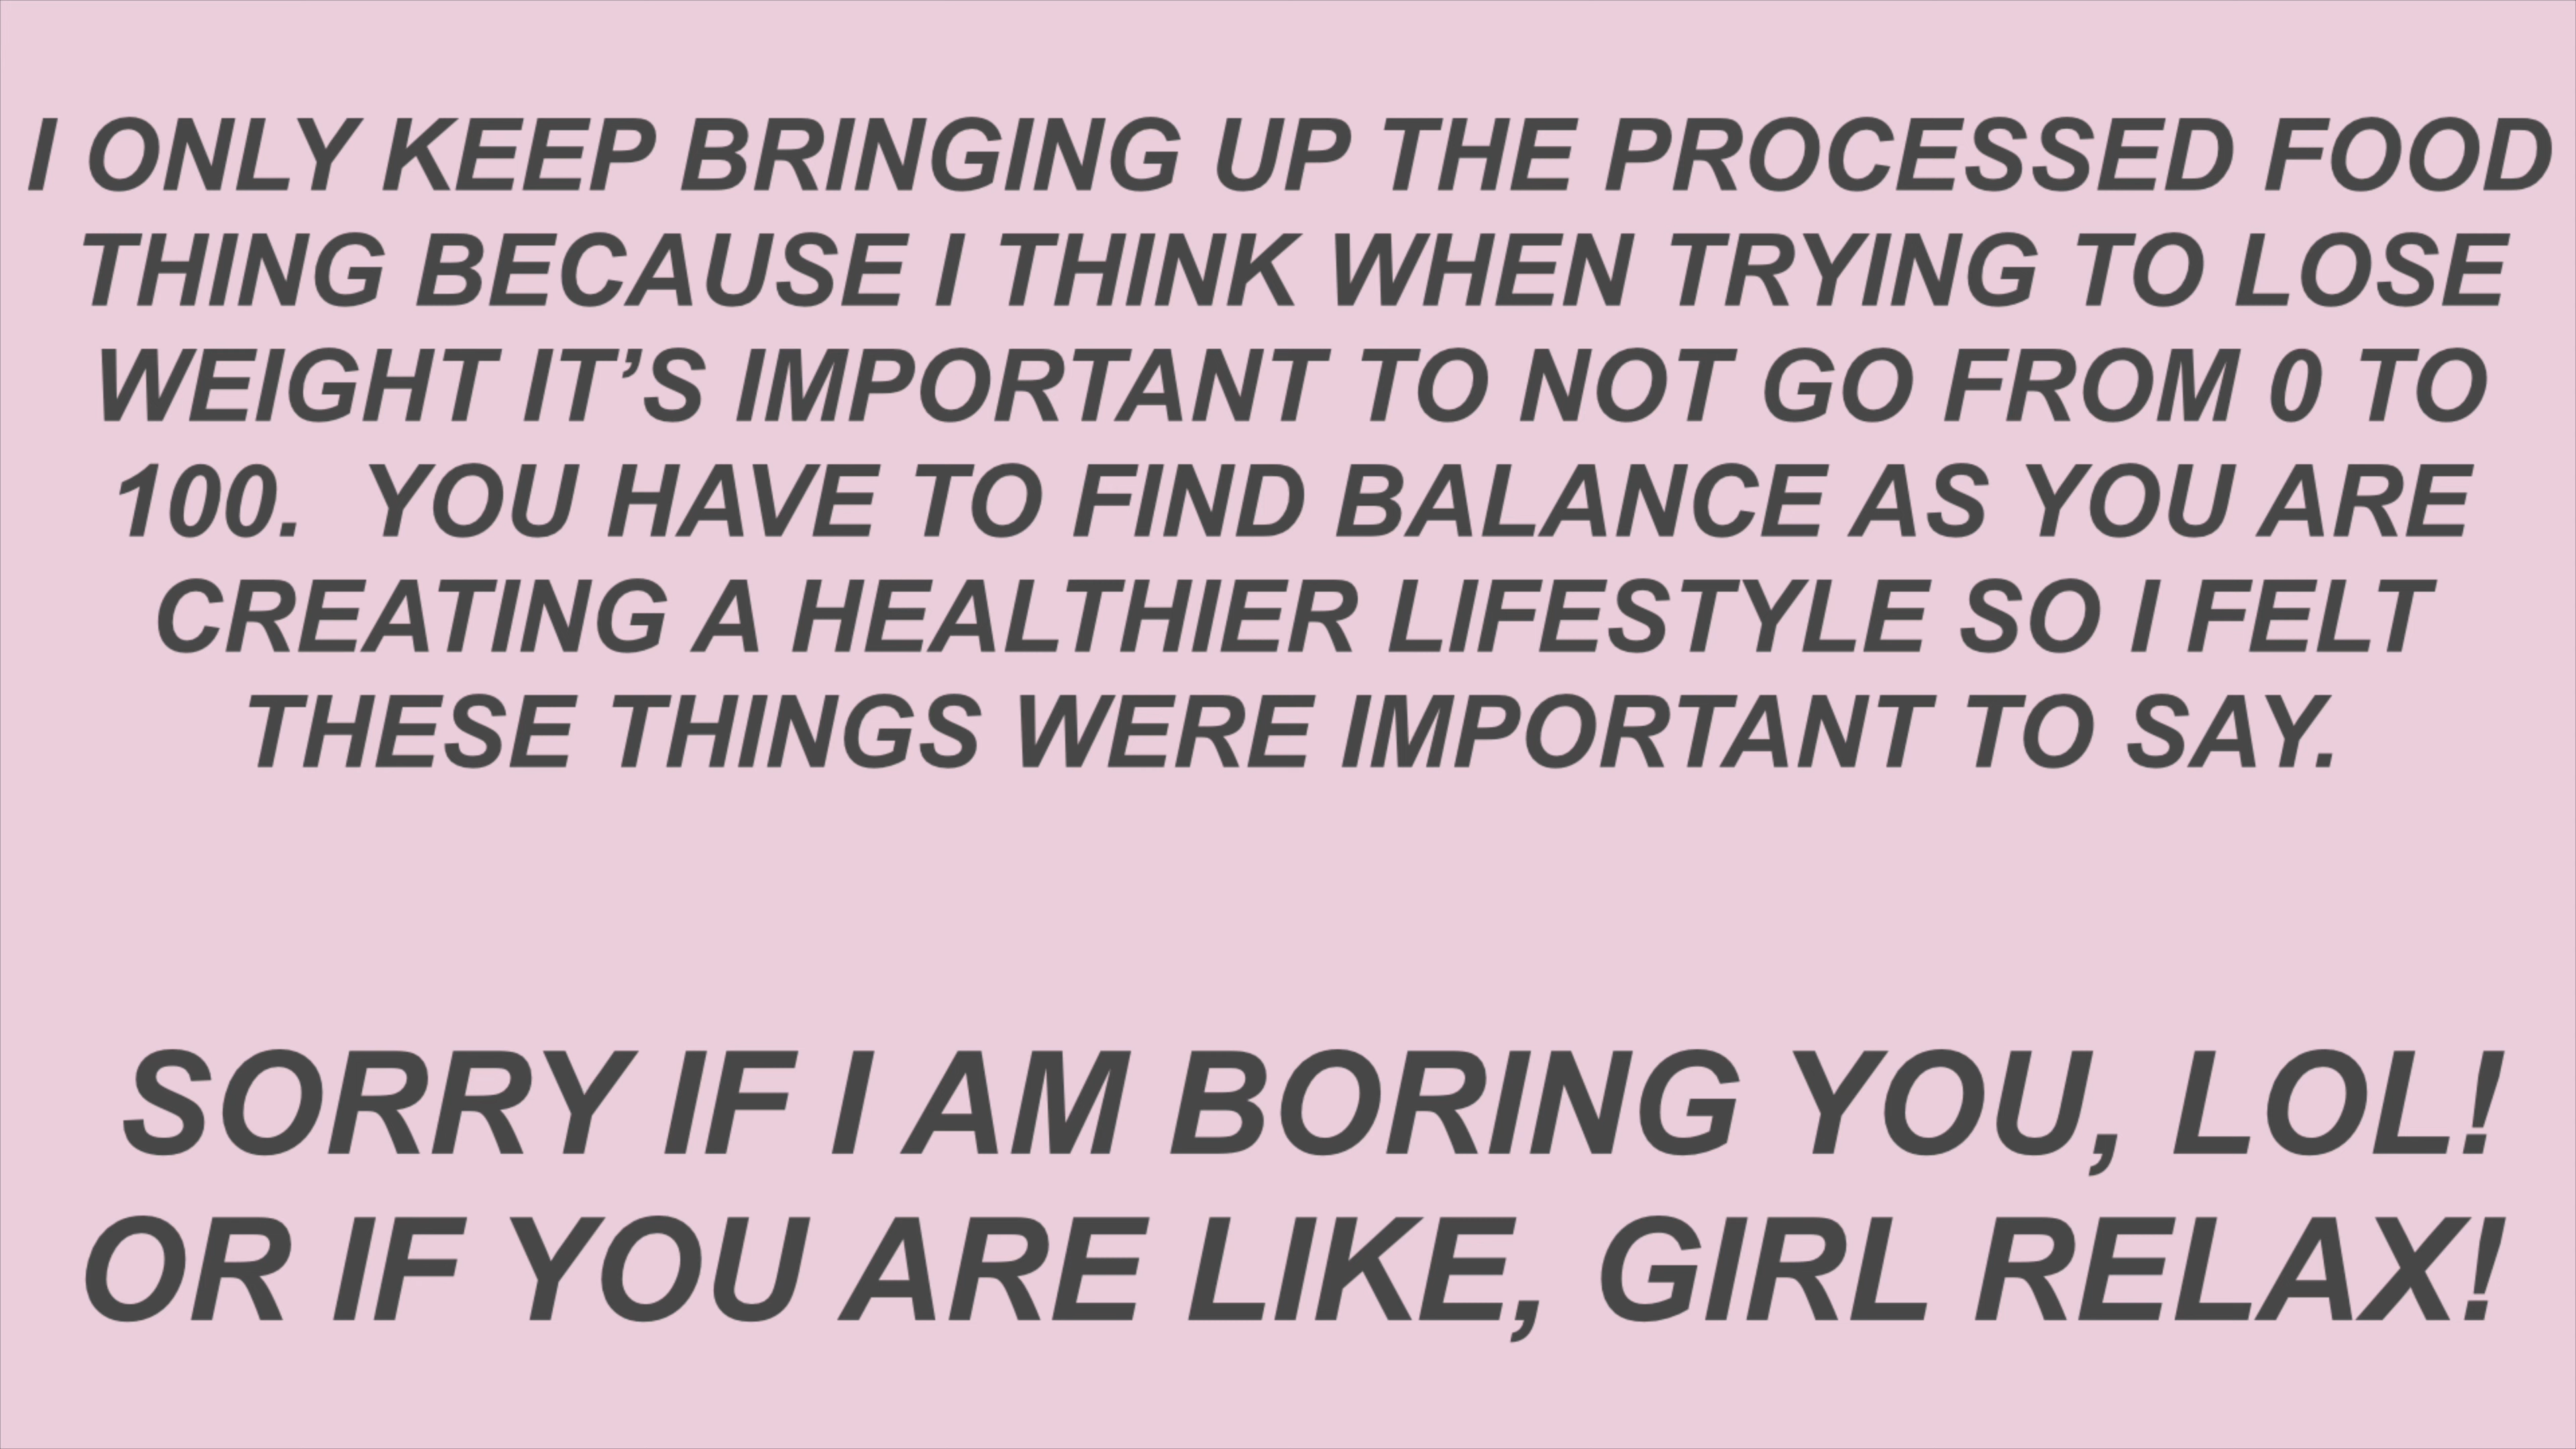 I ONLY KEEP BRINGING UP THE PROCESSED FOOD
THING BECAUSE I THINK WHEN TRYING TO LOSE
WEIGHT IT’S IMPORTANT TO NOT GO FROM 0 TO
100.  YOU HAVE TO FIND BALANCE AS YOU ARE
CREATING A HEALTHIER LIFESTYLE SO I FELT
THESE THINGS WERE IMPORTANT TO SAY.
SORRY IF I AM BORING YOU, LOL!
OR IF YOU ARE LIKE, GIRL RELAX!